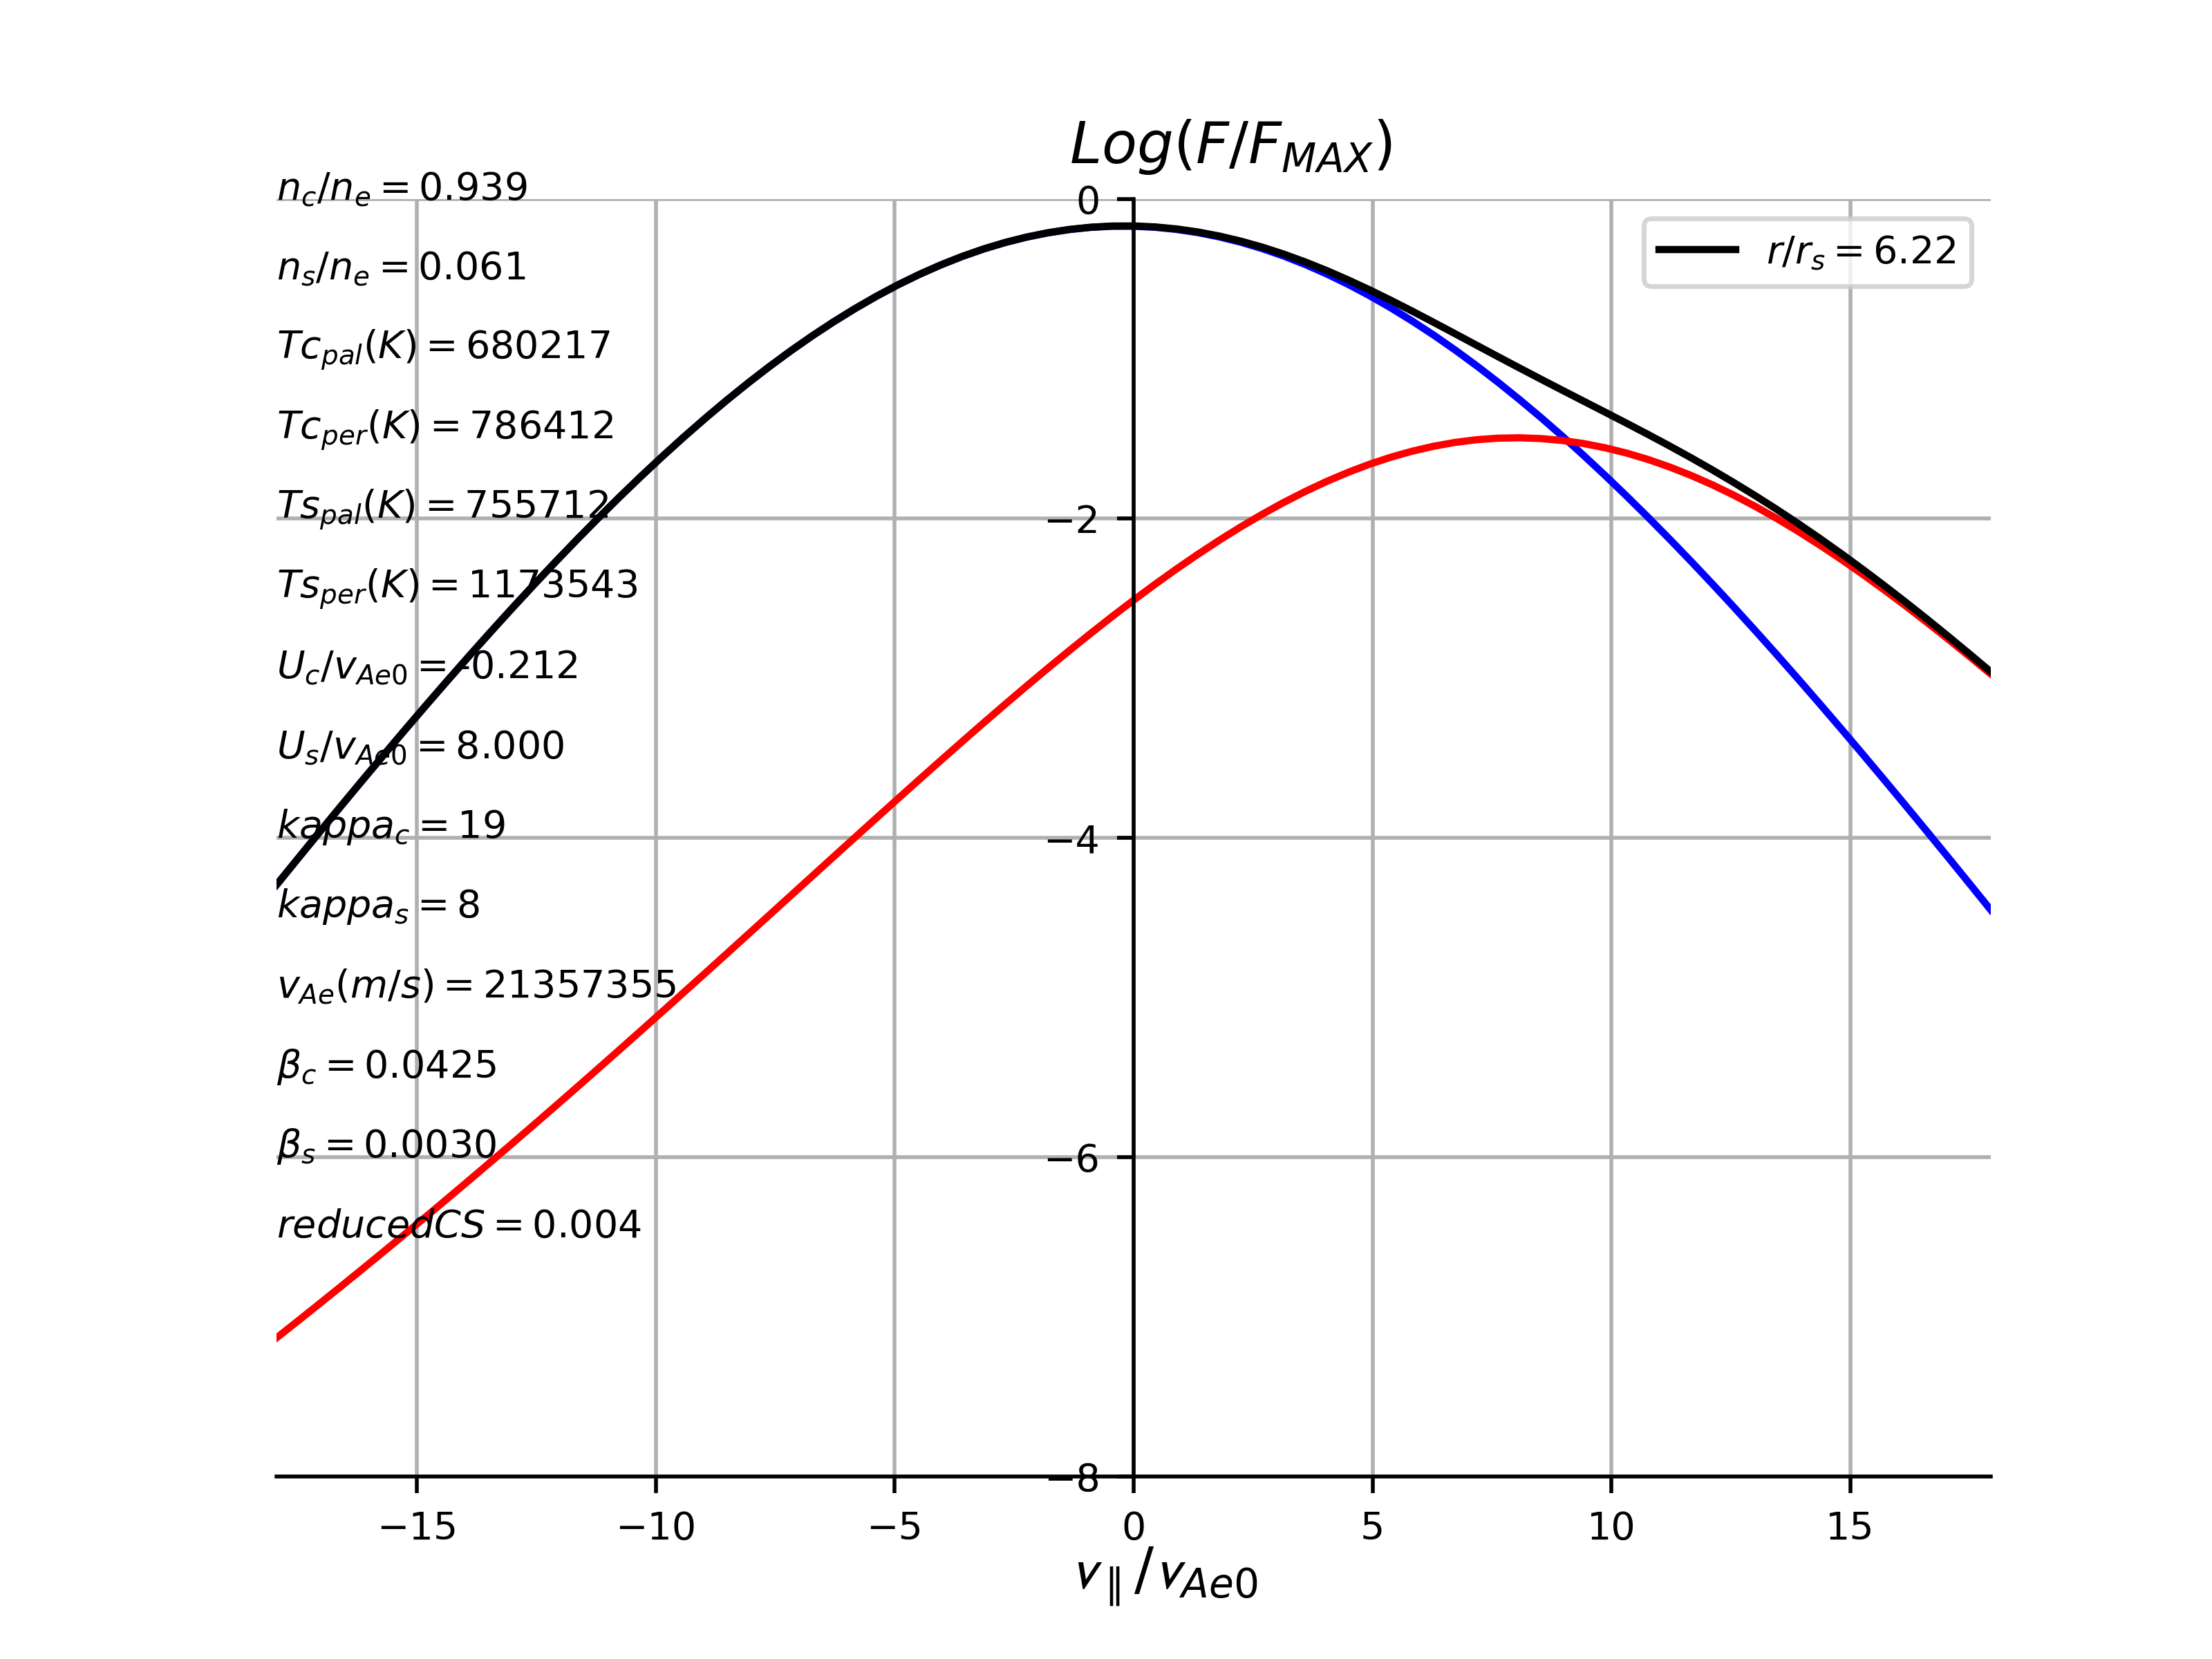 Log(F/F_MAX)
n_c/n_e = 0.939
n_s/n_e = 0.061
Tc_pal(K) = 680217
Tc_per(K) = 786412
Ts_pal(K) = 755712
Ts_per(K) = 1173543
U_c/v_Ae0 = -0.212
U_s/v_Ae0 = 8.000
kappa_c = 19
kappa_s = 8
v_Ae(m/s) = 21357355
β_c = 0.0425
β_s = 0.0030
reducedCS = 0.004
r/r_s = 6.22
0
−2
−4
−6
−8
−15 −10 −5 0 5 10 15
v_∥/v_Ae0